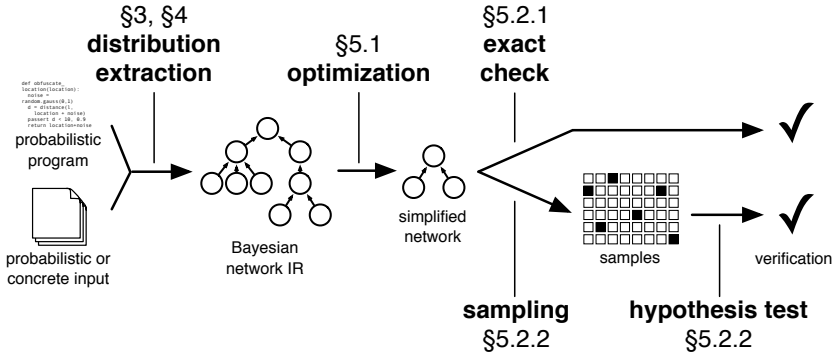 §3, §4
distribution
extraction
§5.1
optimization
§5.2.1
exact
check
def obfuscate_
location(location):
noise =
random.gauss(0,1)
d = distance(l,
location + noise)
passert d < 10, 0.9
return location+noise
probabilistic
program
probabilistic or
concrete input
Bayesian
network IR
simplified
network
samples
verification
sampling
§5.2.2
hypothesis test
§5.2.2